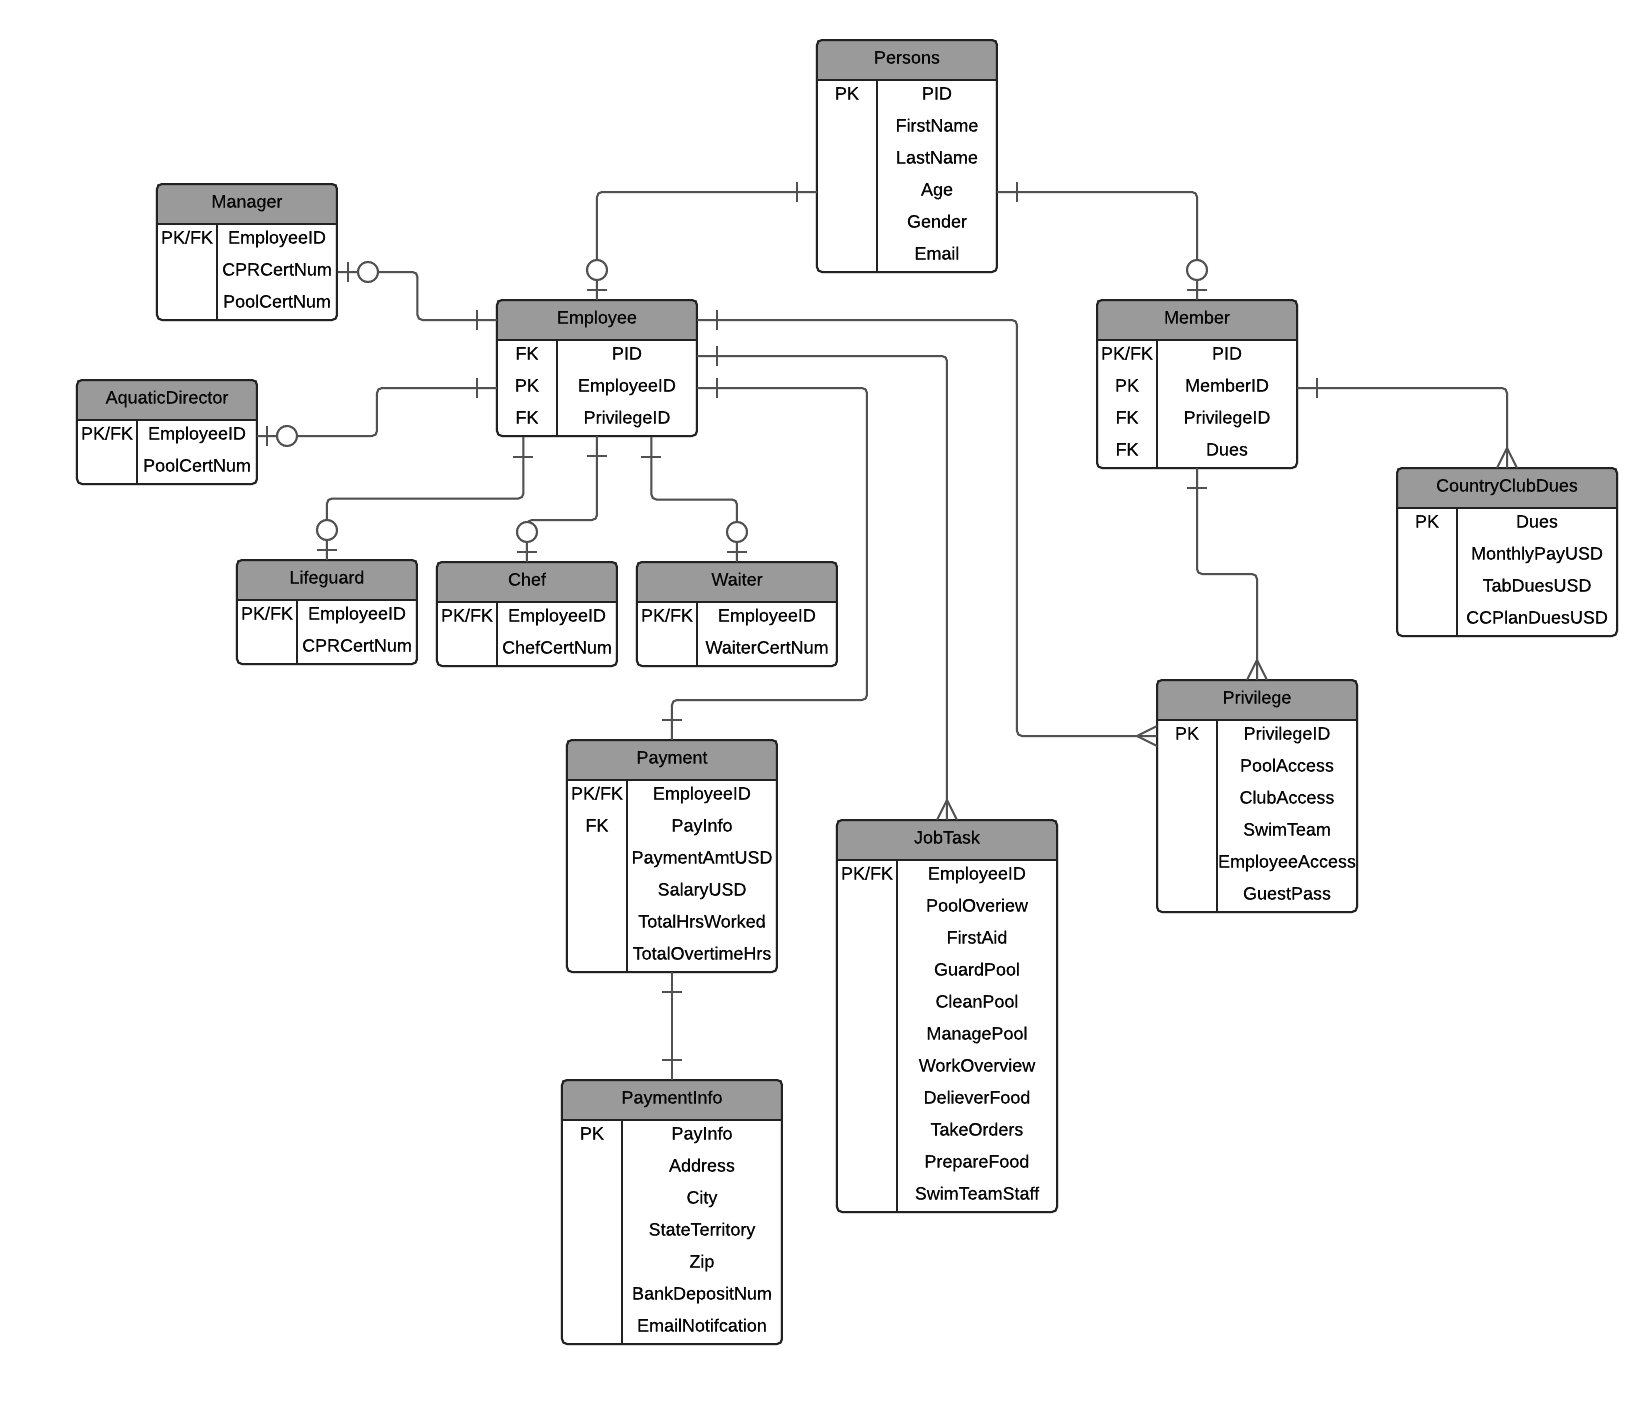 Persons
PK PID
FirstName
LastName
Age
Gender
Email
Manager
PK/FK EmployeeID
CPRCertNum
PoolCertNum
Employee
FK PID
PK EmployeeID
FK PrivilegeID
Member
PK/FK PID
PK MemberID
FK PrivilegeID
FK Dues
AquaticDirector
PK/FK EmployeeID
PoolCertNum
CountryClubDues
PK Dues
MonthlyPayUSD
TabDuesUSD
CCPlanDuesUSD
Lifeguard
PK/FK EmployeeID
CPRCertNum
Chef
PK/FK EmployeeID
ChefCertNum
Waiter
PK/FK EmployeeID
WaiterCertNum
Privilege
PK PrivilegeID
PoolAccess
ClubAccess
SwimTeam
EmployeeAccess
GuestPass
Payment
PK/FK EmployeeID
FK PayInfo
PaymentAmtUSD
SalaryUSD
TotalHrsWorked
TotalOvertimeHrs
JobTask
PK/FK EmployeeID
PoolOveriew
FirstAid
GuardPool
CleanPool
ManagePool
WorkOverview
DelieverFood
TakeOrders
PrepareFood
SwimTeamStaff
PaymentInfo
PK PayInfo
Address
City
StateTerritory
Zip
BankDepositNum
EmailNotifcation